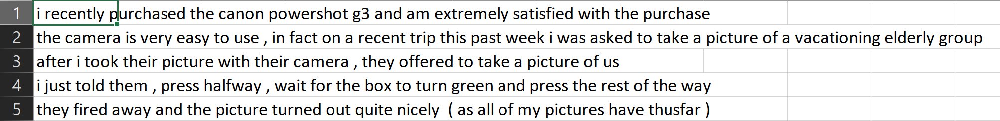 1 i recently purchased the canon powershot g3 and am extremely satisfied with the purchase
2 the camera is very easy to use , in fact on a recent trip this past week i was asked to take a picture of a vacationing elderly group
3 after i took their picture with their camera , they offered to take a picture of us
4 i just told them , press halfway , wait for the box to turn green and press the rest of the way
5 they fired away and the picture turned out quite nicely  ( as all of my pictures have thusfar )